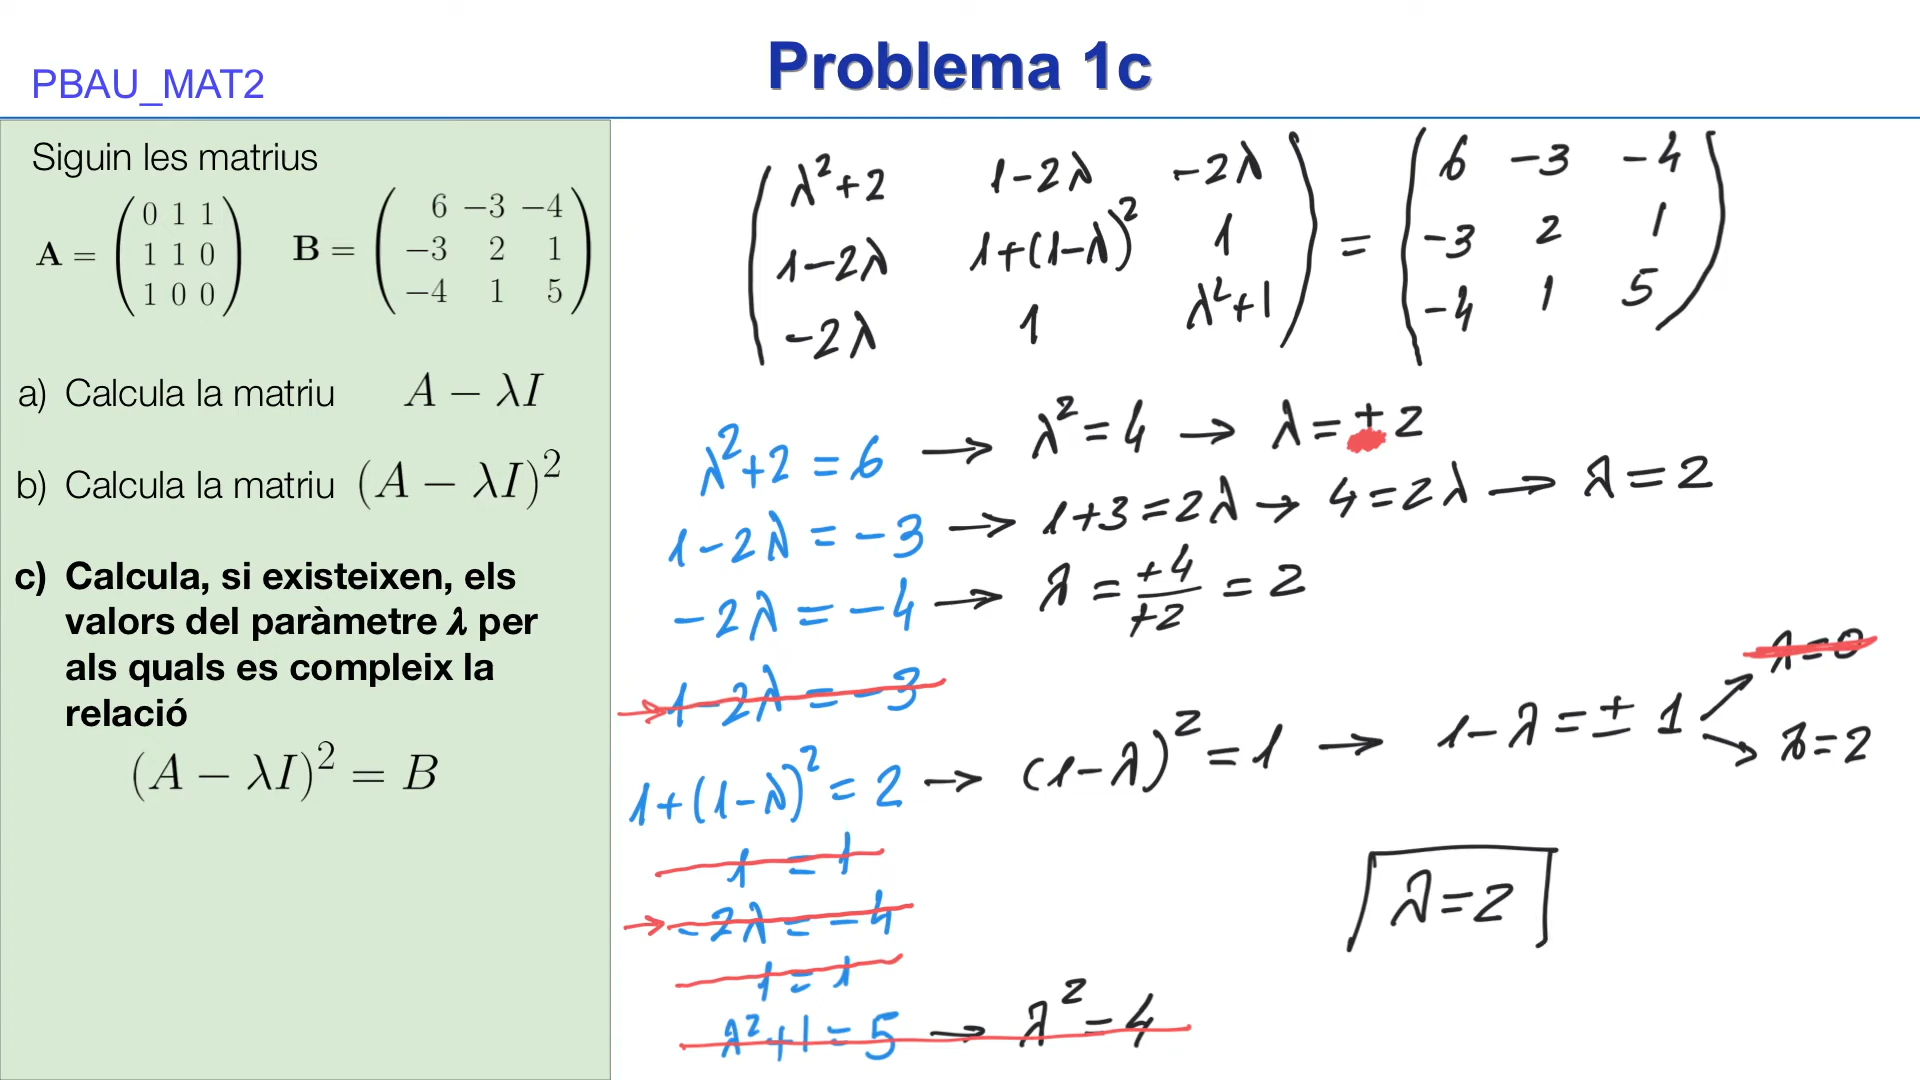 Problema 1c
PBAU_MAT2
Siguin les matrius
A = ( 0 1 1 ; 1 1 0 ; 1 0 0 )   B = ( 6 −3 −4 ; −3 2 1 ; −4 1 5 )
a) Calcula la matriu A − λI
b) Calcula la matriu (A − λI)²
c) Calcula, si existeixen, els
valors del paràmetre λ per
als quals es compleix la
relació
(A − λI)² = B
( λ²+2   1-2λ   -2λ ; 1-2λ   1+(1-λ)²   1 ; -2λ   1   λ²+1 ) = ( 6 -3 -4 ; -3 2 1 ; -4 1 5 )
λ²+2 = 6 → λ² = 4 → λ = ±2
1-2λ = -3 → 1+3 = 2λ → 4 = 2λ → λ = 2
-2λ = -4 → λ = +4/+2 = 2
→ 1-2λ = -3
1+(1-λ)² = 2 → (1-λ)² = 1 → 1-λ = ±1
λ=0
λ=2
1 = 1
→ -2λ = -4
1 = 1
λ²+1 = 5 → λ² = 4
λ=2